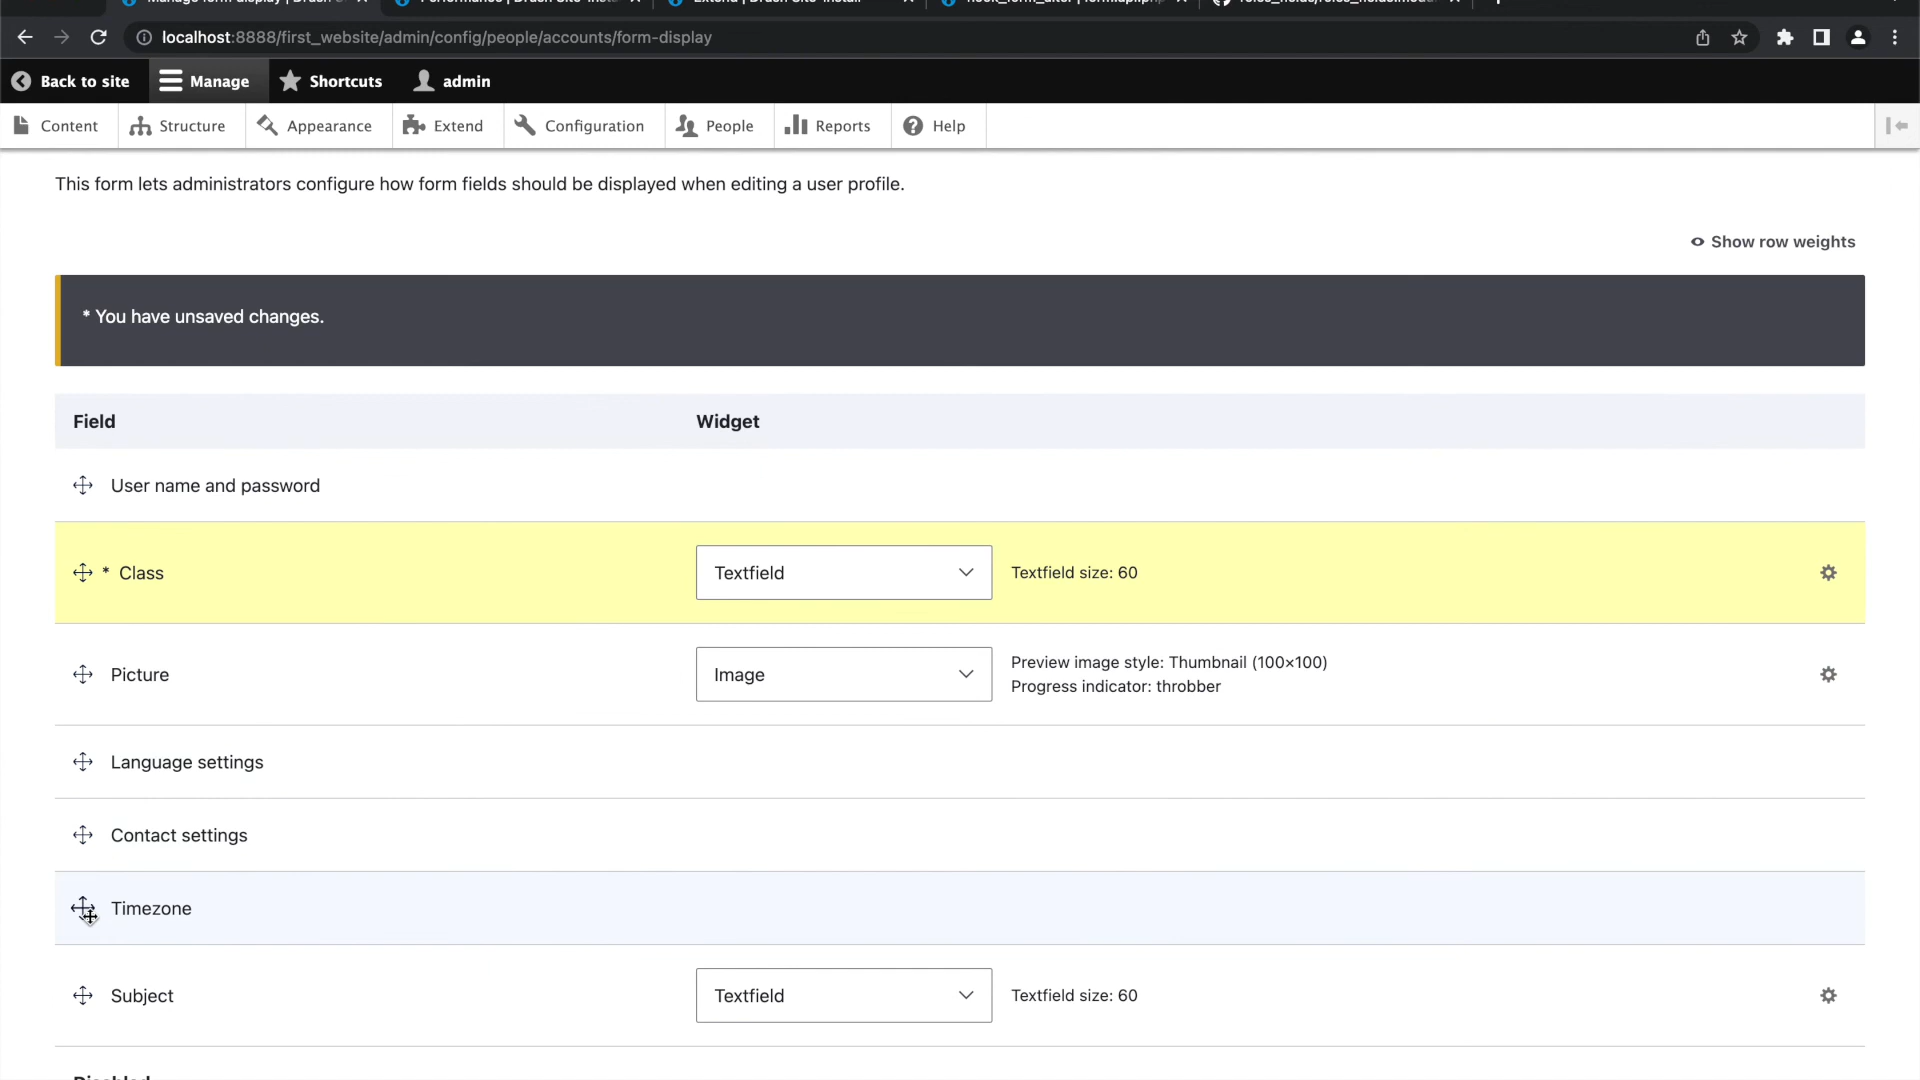 localhost:8888/first_website/admin/config/people/accounts/form-display
Back to site
Manage
Shortcuts
admin
Content
Structure
Appearance
Extend
Configuration
People
Reports
Help
This form lets administrators configure how form fields should be displayed when editing a user profile.
Show row weights
* You have unsaved changes.
Field
Widget
User name and password
* Class
Textfield
Textfield size: 60
Picture
Image
Preview image style: Thumbnail (100×100)
Progress indicator: throbber
Language settings
Contact settings
Timezone
Subject
Textfield
Textfield size: 60